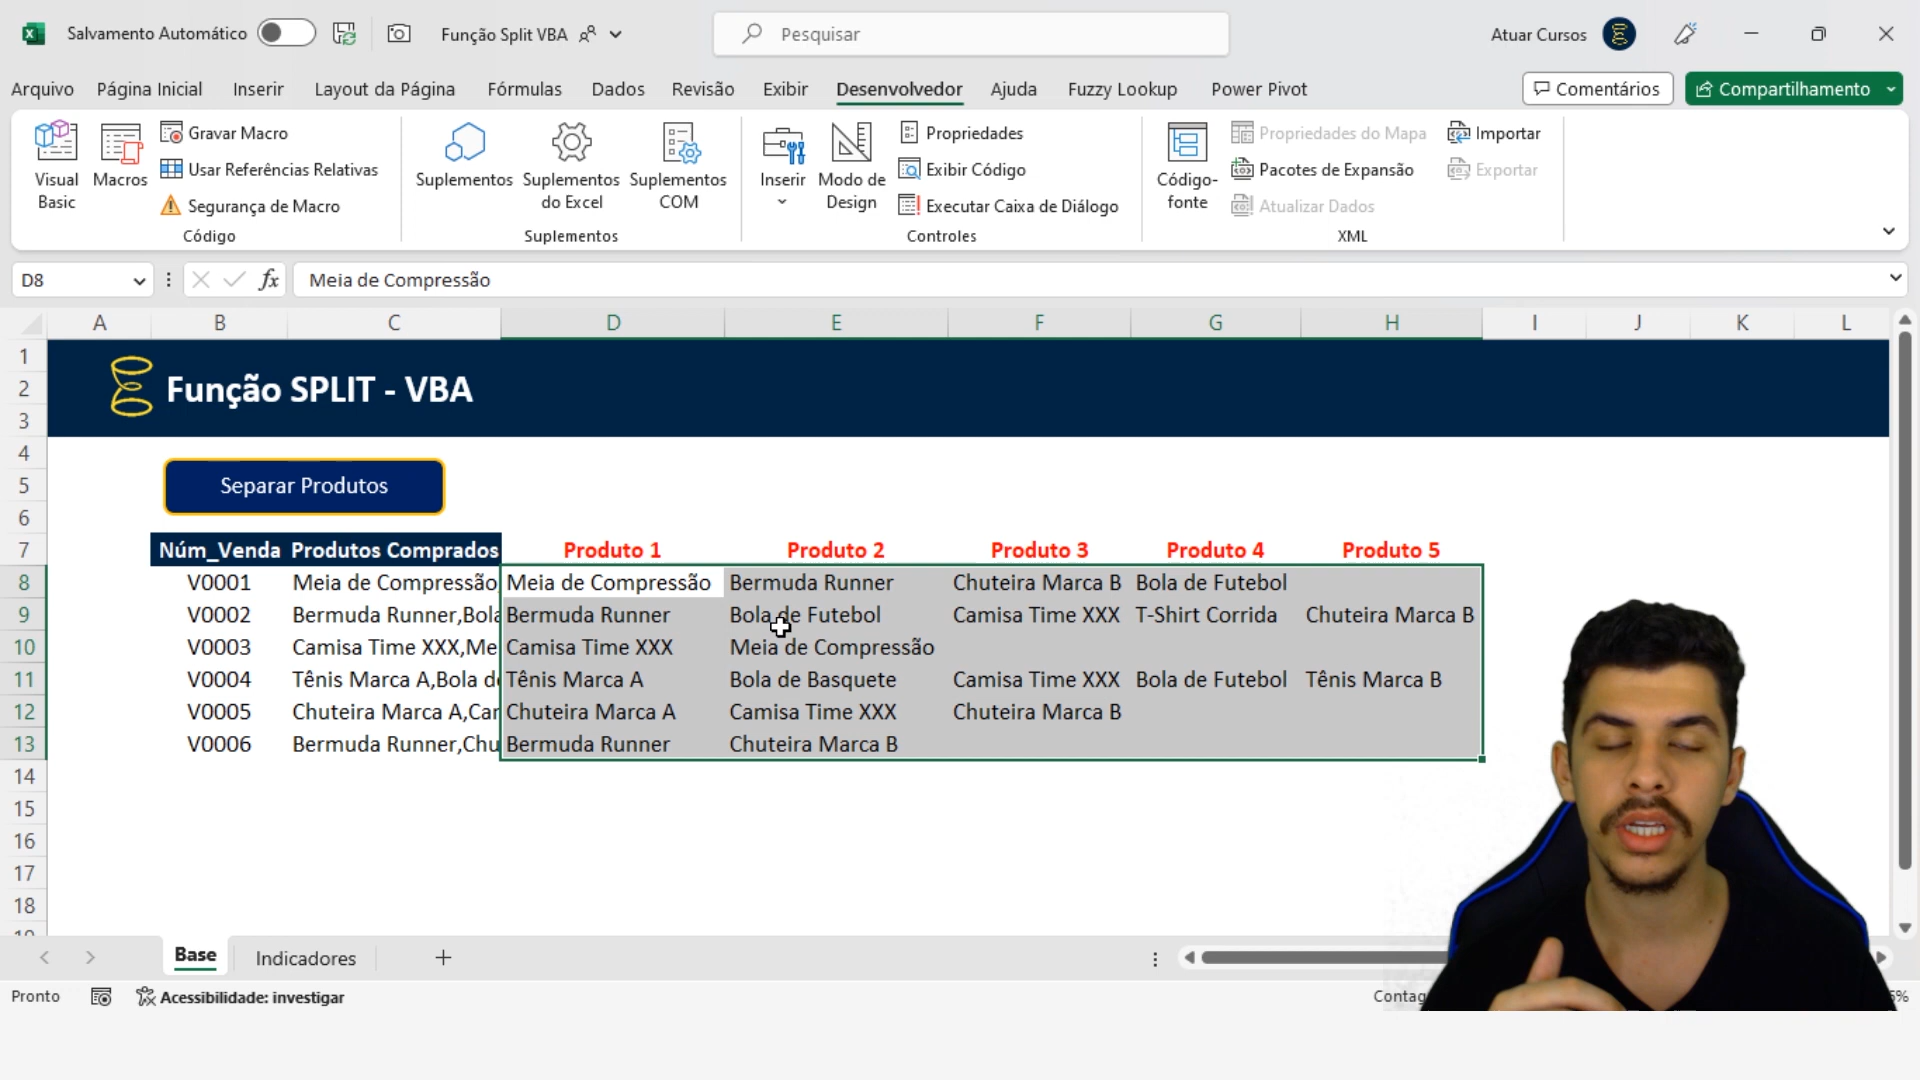 Salvamento Automático
Função Split VBA
Pesquisar
Atuar Cursos
Arquivo Página Inicial Inserir Layout da Página Fórmulas Dados Revisão Exibir Desenvolvedor Ajuda Fuzzy Lookup Power Pivot
Comentários
Compartilhamento
Visual
Basic
Macros
Gravar Macro
Usar Referências Relativas
Segurança de Macro
Código
Suplementos
Suplementos
do Excel
Suplementos
COM
Suplementos
Inserir
Modo de
Design
Propriedades
Exibir Código
Executar Caixa de Diálogo
Controles
Código-
fonte
Propriedades do Mapa
Pacotes de Expansão
Atualizar Dados
Importar
Exportar
XML
D8
fx
Meia de Compressão
A B C D E F G H I J K L
1
2 Função SPLIT - VBA
3
4
5 Separar Produtos
6
7 Núm_Venda Produtos Comprados Produto 1 Produto 2 Produto 3 Produto 4 Produto 5
8 V0001 Meia de Compressão, Meia de Compressão Bermuda Runner Chuteira Marca B Bola de Futebol
9 V0002 Bermuda Runner,Bola Bermuda Runner Bola de Futebol Camisa Time XXX T-Shirt Corrida Chuteira Marca B
10 V0003 Camisa Time XXX,Me Camisa Time XXX Meia de Compressão
11 V0004 Tênis Marca A,Bola de Tênis Marca A Bola de Basquete Camisa Time XXX Bola de Futebol Tênis Marca B
12 V0005 Chuteira Marca A,Car Chuteira Marca A Camisa Time XXX Chuteira Marca B
13 V0006 Bermuda Runner,Chu Bermuda Runner Chuteira Marca B
14
15
16
17
18
Base Indicadores
Pronto
Acessibilidade: investigar
Contag